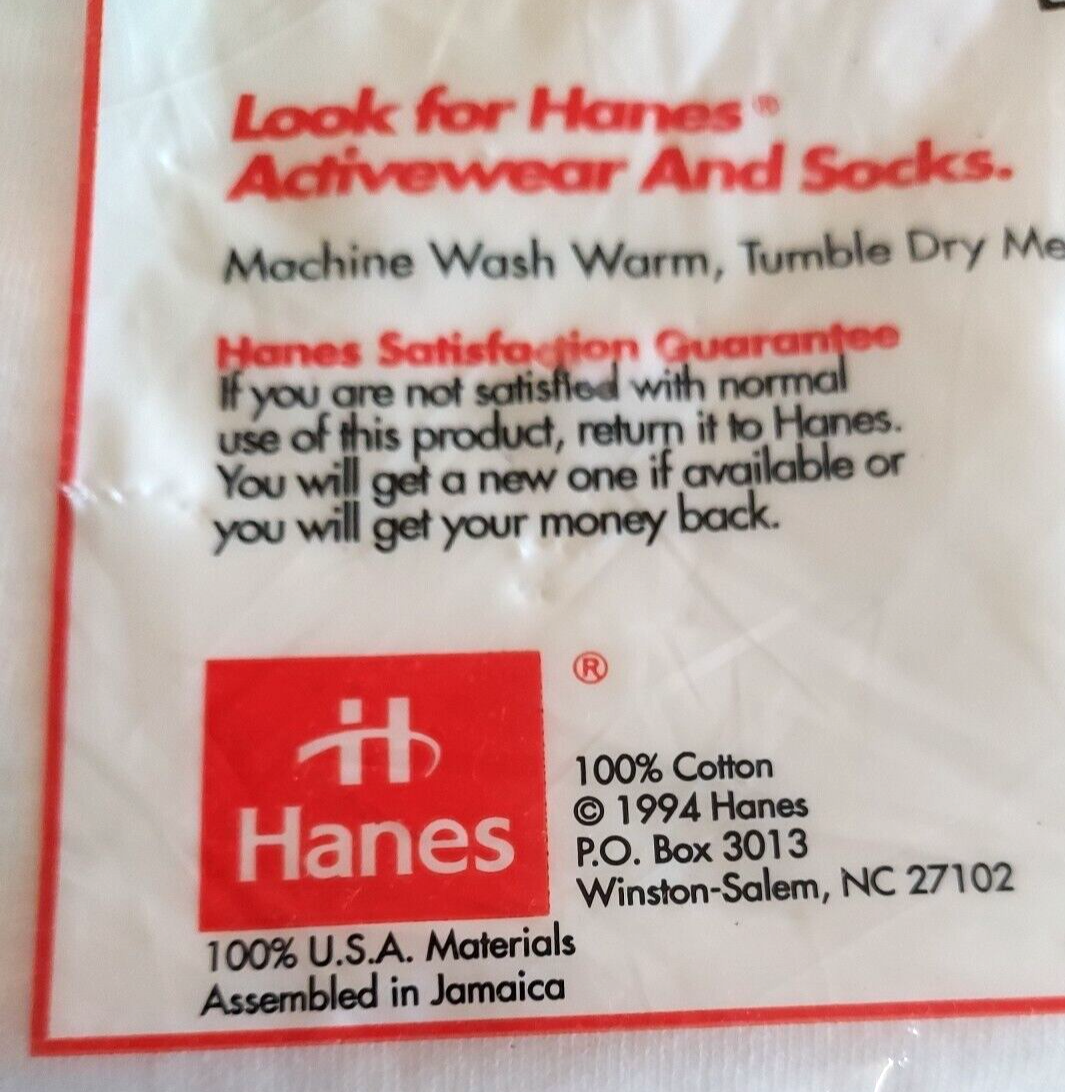 Look for Hanes®
Activewear And Socks.
Machine Wash Warm, Tumble Dry
Hanes Satisfaction Guarantee
If you are not satisfied with normal
use of this product, return it to Hanes.
You will get a new one if available or
you will get your money back.
®
Hanes
100% Cotton
© 1994 Hanes
P.O. Box 3013
Winston-Salem, NC 27102
100% U.S.A. Materials
Assembled in Jamaica